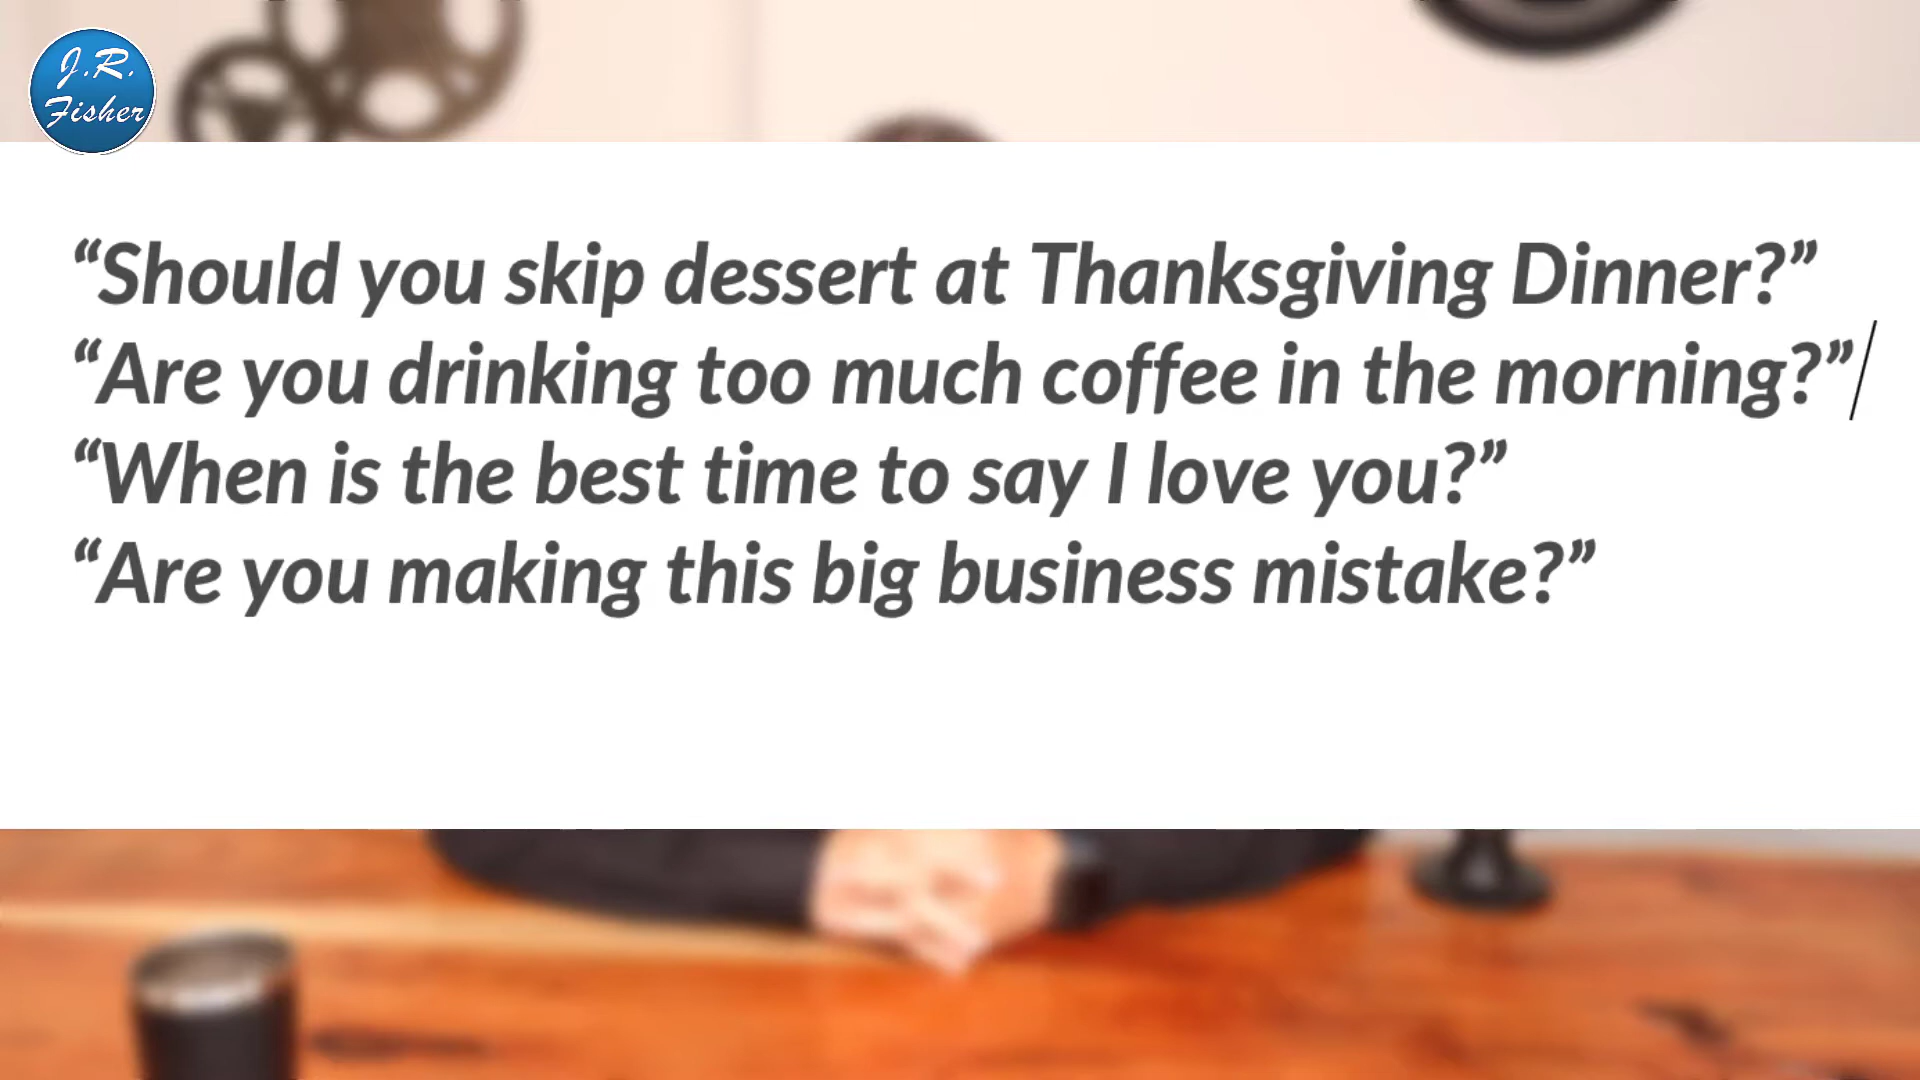 J.R.
Fisher
“Should you skip dessert at Thanksgiving Dinner?”
“Are you drinking too much coffee in the morning?”
“When is the best time to say I love you?”
“Are you making this big business mistake?”